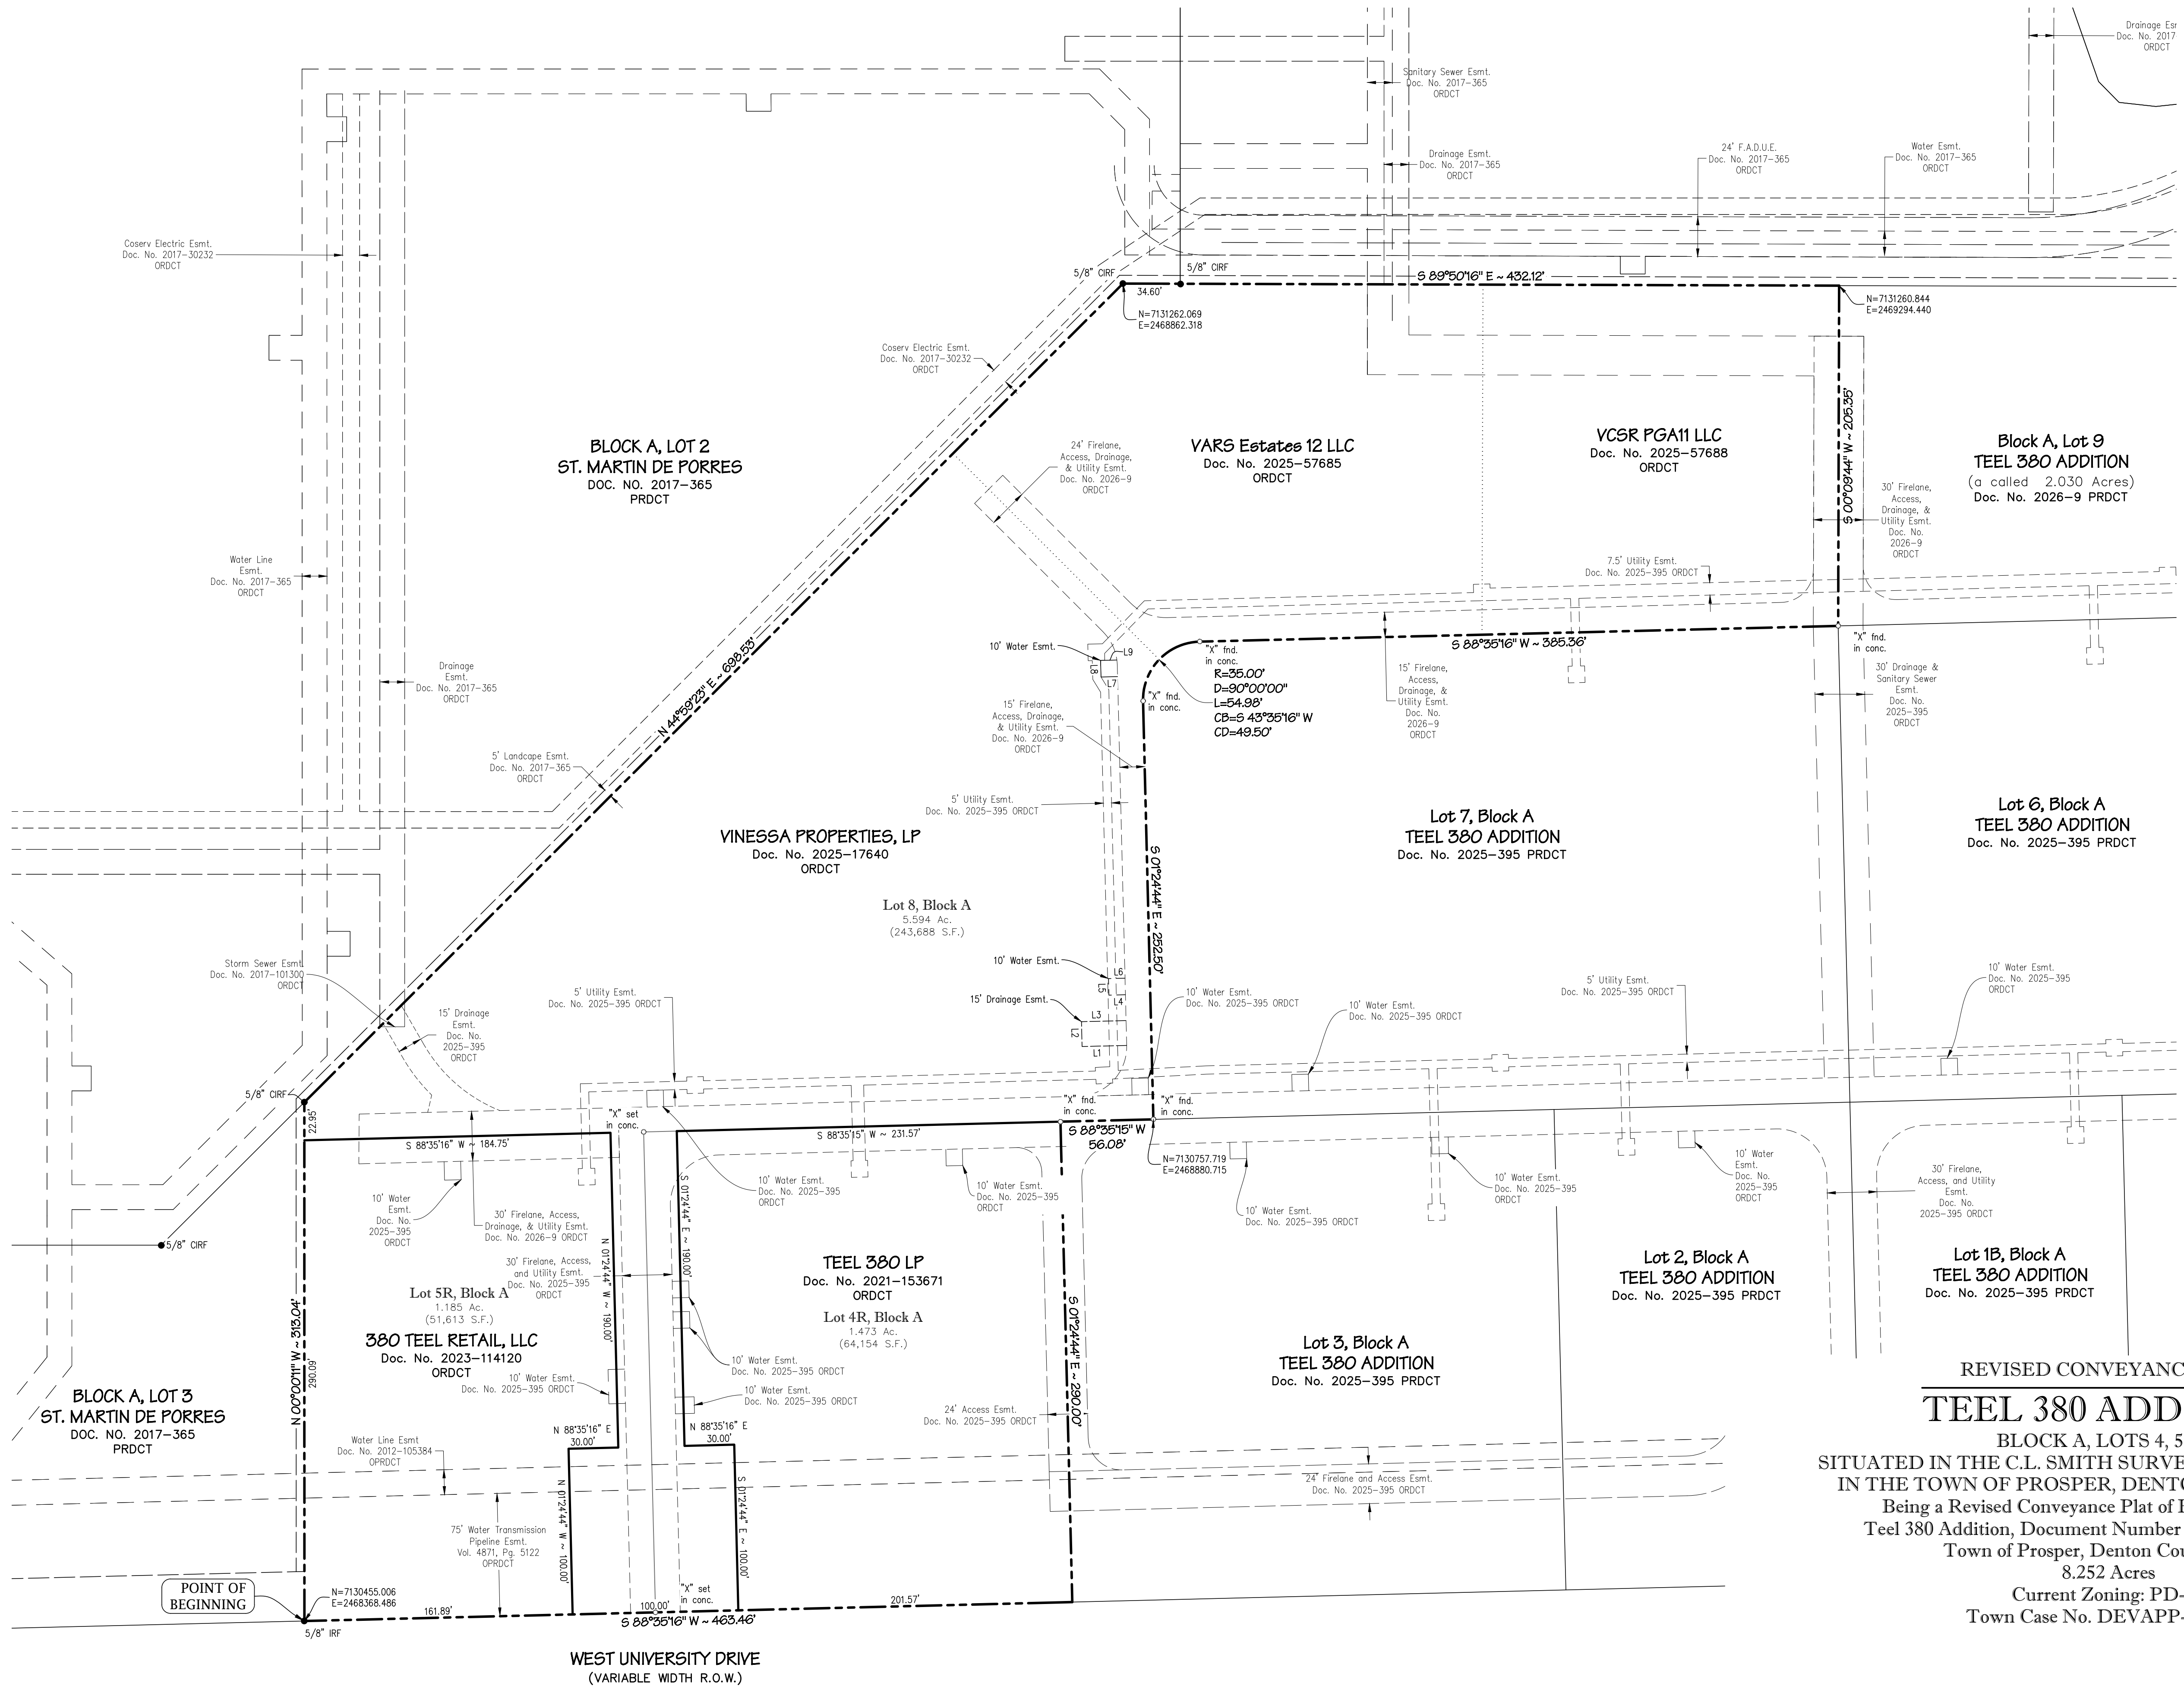 Drainage
Doc. No. 2017
ORDCT
Sanitary Sewer Esmt.
Doc. No. 2017-365
ORDCT
Drainage Esmt.
Doc. No. 2017-365
ORDCT
24' F.A.D.U.E.
Doc. No. 2017-365
ORDCT
Water Esmt.
Doc. No. 2017-365
ORDCT
Coserv Electric Esmt.
Doc. No. 2017-30232
ORDCT
5/8" CIRF
5/8" CIRF
34.60'
S 89°50'16" E ~ 432.12'
N=7131262.069
E=2468862.318
N=7131260.844
E=2469294.440
Coserv Electric Esmt.
Doc. No. 2017-30232
ORDCT
BLOCK A, LOT 2
ST. MARTIN DE PORRES
DOC. NO. 2017-365
PRDCT
24' Firelane,
Access, Drainage,
& Utility Esmt.
Doc. No. 2026-9
ORDCT
VARS Estates 12 LLC
Doc. No. 2025-57685
ORDCT
VCSR PGA11 LLC
Doc. No. 2025-57688
ORDCT
S 00°09'44" W ~ 205.35'
Block A, Lot 9
TEEL 380 ADDITION
(a called 2.030 Acres)
Doc. No. 2026-9 PRDCT
30' Firelane,
Access,
Drainage, &
Utility Esmt.
Doc. No.
2026-9
ORDCT
Water Line
Esmt.
Doc. No. 2017-365
ORDCT
7.5' Utility Esmt.
Doc. No. 2025-395 ORDCT
N 44°59'23" E ~ 698.53'
10' Water Esmt.
L9
L8
L7
"X" fnd.
in conc.
S 88°35'16" W ~ 385.36'
"X" fnd.
in conc.
R=35.00'
D=90°00'00"
L=54.98'
CB=S 43°35'16" W
CD=49.50'
"X" fnd.
in conc.
15' Firelane,
Access,
Drainage, &
Utility Esmt.
Doc. No.
2026-9
ORDCT
30' Drainage &
Sanitary Sewer
Esmt.
Doc. No.
2025-395
ORDCT
Drainage
Esmt.
Doc. No. 2017-365
ORDCT
15' Firelane,
Access, Drainage,
& Utility Esmt.
Doc. No. 2026-9
ORDCT
5' Landscape Esmt.
Doc. No. 2017-365
ORDCT
5' Utility Esmt.
Doc. No. 2025-395 ORDCT
VINESSA PROPERTIES, LP
Doc. No. 2025-17640
ORDCT
Lot 7, Block A
TEEL 380 ADDITION
Doc. No. 2025-395 PRDCT
Lot 6, Block A
TEEL 380 ADDITION
Doc. No. 2025-395 PRDCT
Lot 8, Block A
5.594 Ac.
(243,688 S.F.)
S 01°24'44" E ~ 252.50'
Storm Sewer Esmt.
Doc. No. 2017-101300
ORDCT
10' Water Esmt.
L6
L5
L4
15' Drainage Esmt.
L3
L2
L1
5' Utility Esmt.
Doc. No. 2025-395 ORDCT
15' Drainage
Esmt.
Doc. No.
2025-395
ORDCT
10' Water Esmt.
Doc. No. 2025-395 ORDCT
10' Water Esmt.
Doc. No. 2025-395 ORDCT
5' Utility Esmt.
Doc. No. 2025-395 ORDCT
10' Water Esmt.
Doc. No. 2025-395
ORDCT
5/8" CIRF
22.95'
"X" set
in conc.
"X" fnd.
in conc.
"X" fnd.
in conc.
S 88°35'16" W ~ 184.75'
S 88°35'15" W ~ 231.57'
S 88°35'15" W
56.08'
N=7130757.719
E=2468880.715
5/8" CIRF
10' Water
Esmt.
Doc. No.
2025-395
ORDCT
30' Firelane, Access,
Drainage, & Utility Esmt.
Doc. No. 2026-9 ORDCT
10' Water Esmt.
Doc. No. 2025-395
ORDCT
10' Water Esmt.
Doc. No. 2025-395
ORDCT
10' Water Esmt.
Doc. No. 2025-395 ORDCT
10' Water Esmt.
Doc. No. 2025-395
ORDCT
10' Water
Esmt.
Doc. No.
2025-395
ORDCT
30' Firelane,
Access, and Utility
Esmt.
Doc. No.
2025-395 ORDCT
30' Firelane, Access,
and Utility Esmt.
Doc. No. 2025-395
ORDCT
N 01°24'44" W ~ 190.00'
S 01°24'44" E ~ 190.00'
Lot 5R, Block A
1.185 Ac.
(51,613 S.F.)
380 TEEL RETAIL, LLC
Doc. No. 2023-114120
ORDCT
TEEL 380 LP
Doc. No. 2021-153671
ORDCT
Lot 4R, Block A
1.473 Ac.
(64,154 S.F.)
10' Water Esmt.
Doc. No. 2025-395 ORDCT
10' Water Esmt.
Doc. No. 2025-395 ORDCT
10' Water Esmt.
Doc. No. 2025-395 ORDCT
S 01°24'44" E ~ 290.00'
24' Access Esmt.
Doc. No. 2025-395 ORDCT
Lot 3, Block A
TEEL 380 ADDITION
Doc. No. 2025-395 PRDCT
Lot 2, Block A
TEEL 380 ADDITION
Doc. No. 2025-395 PRDCT
Lot 1B, Block A
TEEL 380 ADDITION
Doc. No. 2025-395 PRDCT
BLOCK A, LOT 3
ST. MARTIN DE PORRES
DOC. NO. 2017-365
PRDCT
N 00°00'11" W ~ 313.04'
290.09'
Water Line Esmt
Doc. No. 2012-105384
OPRDCT
N 88°35'16" E
30.00'
N 88°35'16" E
30.00'
N 01°24'44" W ~ 100.00'
S 01°24'44" E ~ 100.00'
24' Firelane and Access Esmt.
Doc. No. 2025-395 ORDCT
75' Water Transmission
Pipeline Esmt.
Vol. 4871, Pg. 5122
OPRDCT
POINT OF
BEGINNING
N=7130455.006
E=2468368.486
5/8" IRF
161.89'
100.00'
"X" set
in conc.
201.57'
S 88°35'16" W ~ 463.46'
WEST UNIVERSITY DRIVE
(VARIABLE WIDTH R.O.W.)
REVISED CONVEYANC
TEEL 380 ADD
BLOCK A, LOTS 4, 5
SITUATED IN THE C.L. SMITH SURVE
IN THE TOWN OF PROSPER, DENTO
Being a Revised Conveyance Plat of
Teel 380 Addition, Document Number
Town of Prosper, Denton Cou
8.252 Acres
Current Zoning: PD-
Town Case No. DEVAPP-